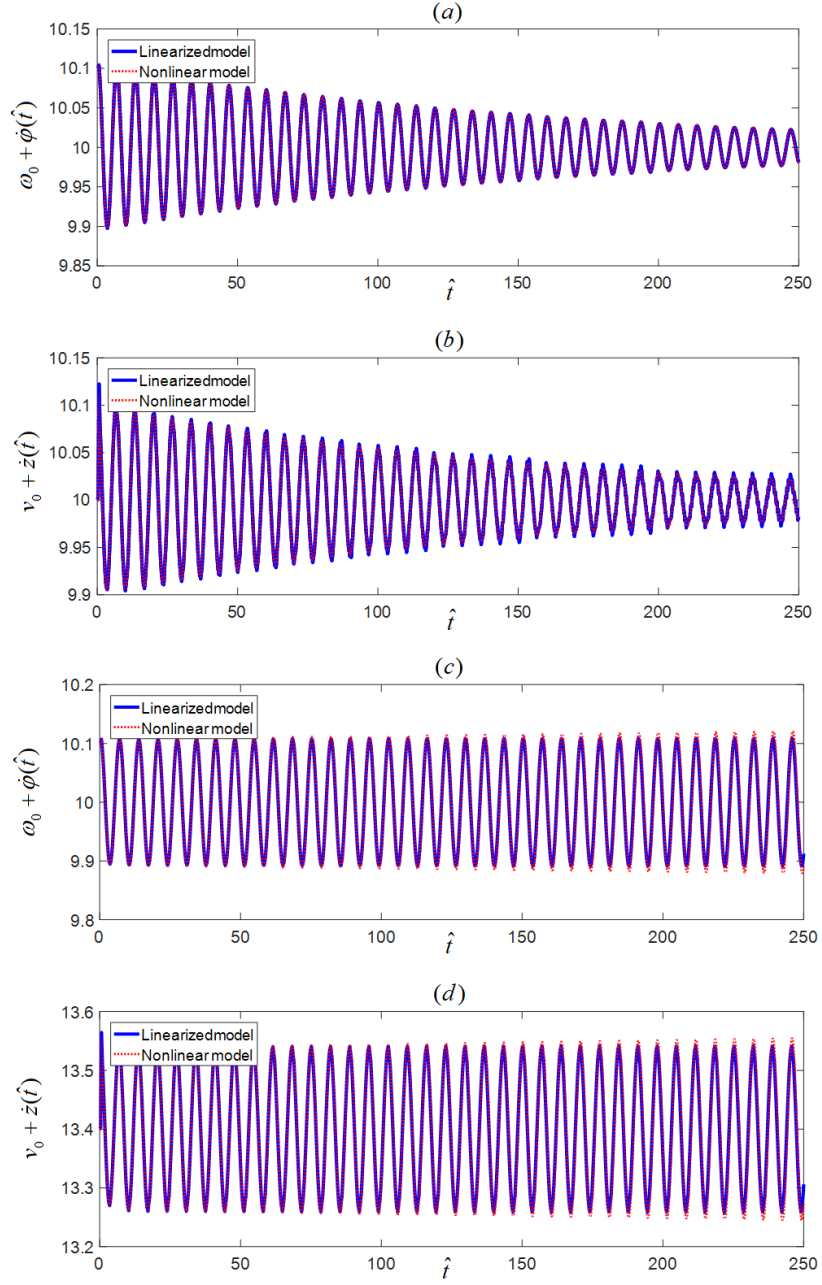 (a)
10.15
Linearizedmodel
Nonlinear model
10.1
10.05
10
9.95
9.9
9.85
ω₀ + φ̇(t̂)
0 50 100 150 200 250
t̂
(b)
10.15
Linearizedmodel
Nonlinear model
10.1
10.05
10
9.95
9.9
v₀ + ż(t̂)
0 50 100 150 200 250
t̂
(c)
10.2
Linearizedmodel
Nonlinear model
10.1
10
9.9
9.8
ω₀ + φ̇(t̂)
0 50 100 150 200 250
t̂
(d)
13.6
Linearizedmodel
Nonlinear model
13.5
13.4
13.3
13.2
v₀ + ż(t̂)
0 50 100 150 200 250
t̂